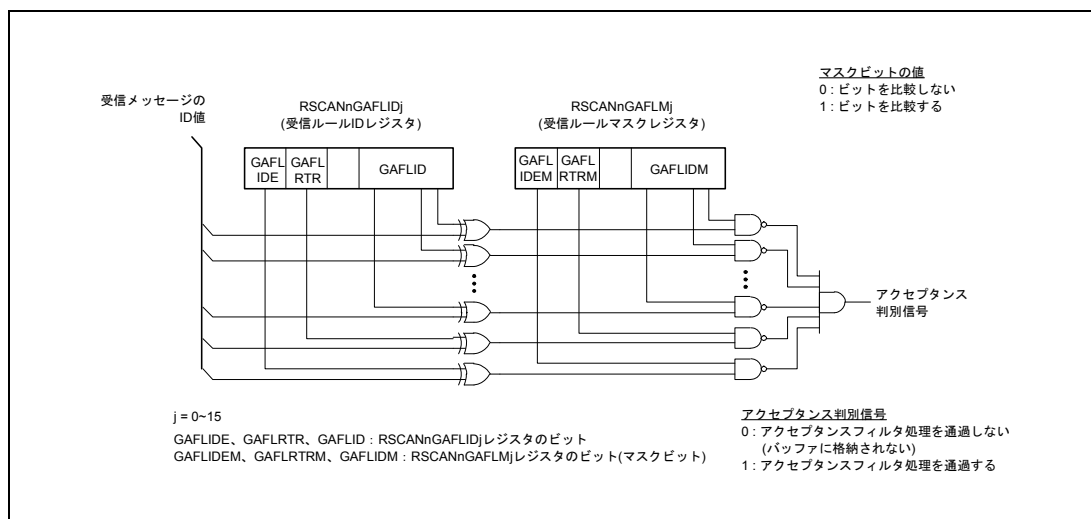 受信メッセージの
ID値
RSCANnGAFLIDj
(受信ルールIDレジスタ)
GAFL
IDE
GAFL
RTR
GAFLID
RSCANnGAFLMj
(受信ルールマスクレジスタ)
GAFL
IDEM
GAFL
RTRM
GAFLIDM
マスクビットの値
0 : ビットを比較しない
1 : ビットを比較する
アクセプタンス
判別信号
j = 0~15
GAFLIDE、GAFLRTR、GAFLID : RSCANnGAFLIDjレジスタのビット
GAFLIDEM、GAFLRTRM、GAFLIDM : RSCANnGAFLMjレジスタのビット(マスクビット)
アクセプタンス判別信号
0 : アクセプタンスフィルタ処理を通過しない
(バッファに格納されない)
1 : アクセプタンスフィルタ処理を通過する